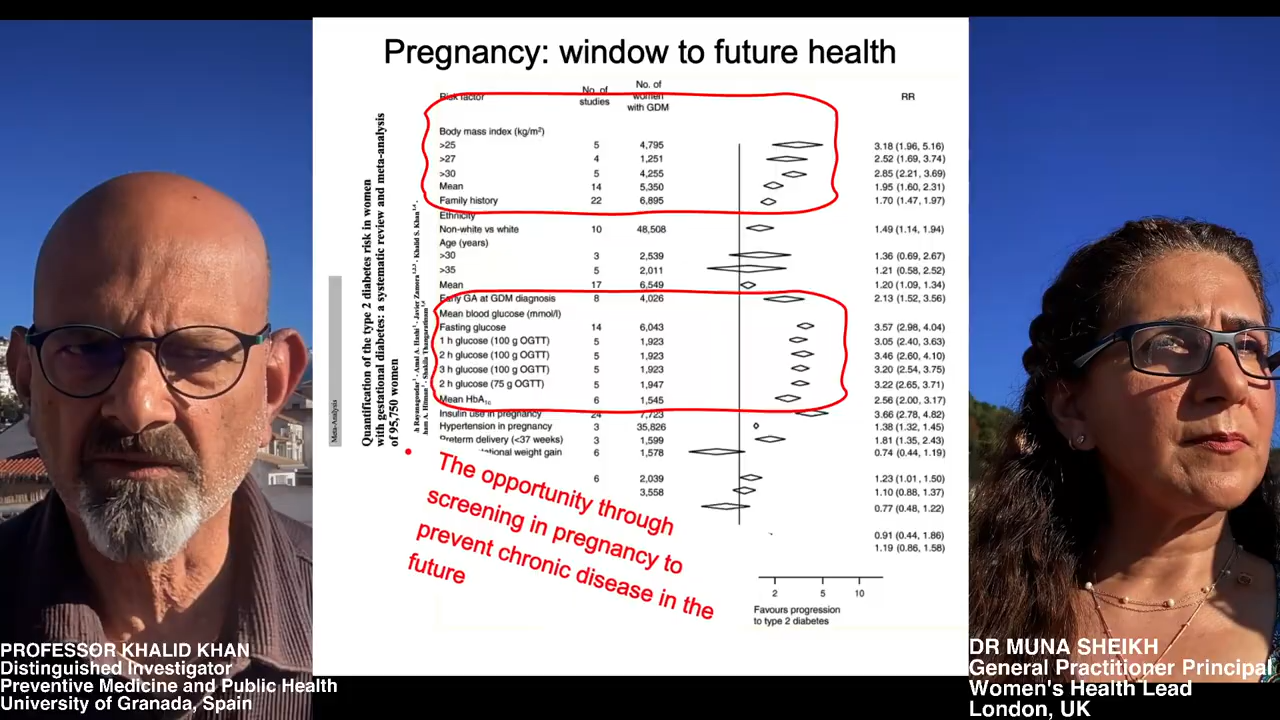 Pregnancy: window to future health
Meta-Analysis
Quantification of the type 2 diabetes risk in women
with gestational diabetes: a systematic review and meta-analysis
of 95,750 women
Rayanagoudar
Javier Zamora
Khalid S. Khan
Hitman
Shakila Thangaratinam
Risk factor No. of studies No. of women with GDM RR
Body mass index (kg/m²)
>25 5 4,795 3.18 (1.96, 5.16)
>27 4 1,251 2.52 (1.69, 3.74)
>30 5 4,255 2.85 (2.21, 3.69)
Mean 14 5,350 1.95 (1.60, 2.31)
Family history 22 6,895 1.70 (1.47, 1.97)
Ethnicity
Non-white vs white 10 48,508 1.49 (1.14, 1.94)
Age (years)
>30 3 2,539 1.36 (0.69, 2.67)
>35 5 2,011 1.21 (0.58, 2.52)
Mean 17 6,549 1.20 (1.09, 1.34)
Early GA at GDM diagnosis 8 4,026 2.13 (1.52, 3.56)
Mean blood glucose (mmol/l)
Fasting glucose 14 6,043 3.57 (2.98, 4.04)
1 h glucose (100 g OGTT) 5 1,923 3.05 (2.40, 3.63)
2 h glucose (100 g OGTT) 5 1,923 3.46 (2.60, 4.10)
3 h glucose (100 g OGTT) 5 1,923 3.20 (2.54, 3.75)
2 h glucose (75 g OGTT) 5 1,947 3.22 (2.65, 3.71)
Mean HbA1c 6 1,545 2.56 (2.00, 3.17)
Insulin use in pregnancy 24 7,723 3.66 (2.78, 4.82)
Hypertension in pregnancy 3 35,826 1.38 (1.32, 1.45)
Preterm delivery (<37 weeks) 3 1,599 1.81 (1.35, 2.43)
weight gain 6 1,578 0.74 (0.44, 1.19)
6 2,039 1.23 (1.01, 1.50)
3,558 1.10 (0.88, 1.37)
0.77 (0.48, 1.22)
0.91 (0.44, 1.86)
1.19 (0.86, 1.58)
2 5 10
Favours progression
to type 2 diabetes
• The opportunity through
screening in pregnancy to
prevent chronic disease in the
future
PROFESSOR KHALID KHAN
Distinguished Investigator
Preventive Medicine and Public Health
University of Granada, Spain
DR MUNA SHEIKH
General Practitioner Principal
Women's Health Lead
London, UK